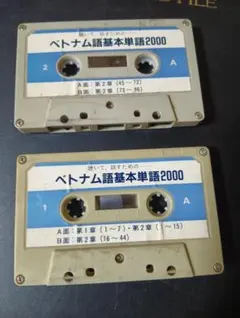 聴いて、話すための
ベトナム語基本単語2000
2 A
A面：第2章(45〜72)
B面：第2章(73〜96)
聴いて、話すための
ベトナム語基本単語2000
1 A
A面：第1章(1〜7)・第2章(1〜15)
B面：第2章(16〜44)